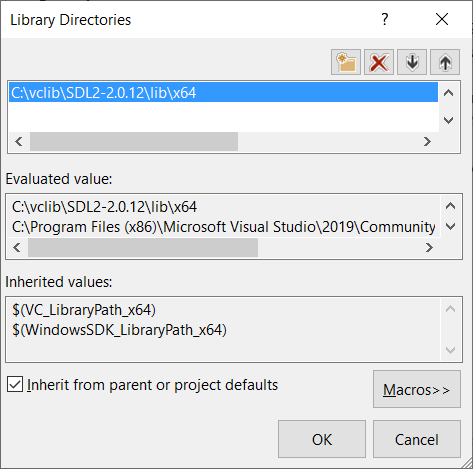 Library Directories
C:\vclib\SDL2-2.0.12\lib\x64
Evaluated value:
C:\vclib\SDL2-2.0.12\lib\x64
C:\Program Files (x86)\Microsoft Visual Studio\2019\Community
Inherited values:
$(VC_LibraryPath_x64)
$(WindowsSDK_LibraryPath_x64)
Inherit from parent or project defaults
Macros>>
OK
Cancel